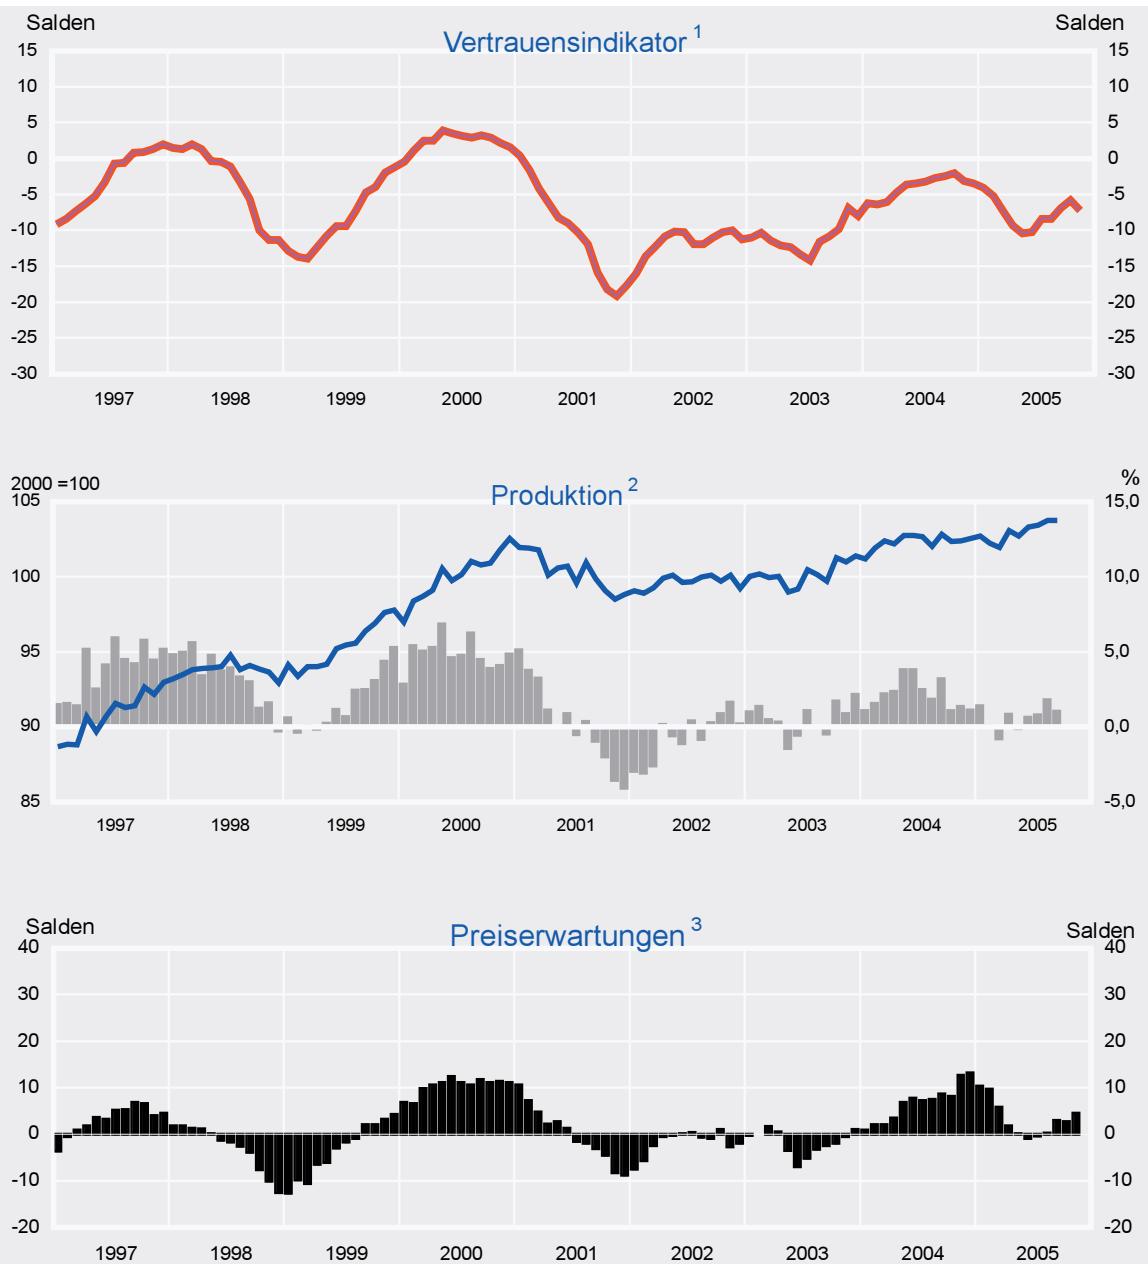 Salden Salden
Vertrauensindikator 1
15 15
10 10
5 5
0 0
-5 -5
-10 -10
-15 -15
-20 -20
-25 -25
-30 -30
1997 1998 1999 2000 2001 2002 2003 2004 2005
2000 =100 %
Produktion 2
105 15,0
100 10,0
95 5,0
90 0,0
85 -5,0
1997 1998 1999 2000 2001 2002 2003 2004 2005
Salden Salden
Preiserwartungen 3
40 40
30 30
20 20
10 10
0 0
-10 -10
-20 -20
1997 1998 1999 2000 2001 2002 2003 2004 2005